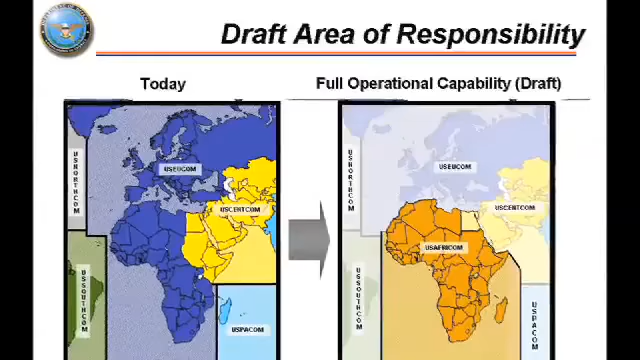 Draft Area of Responsibility
Today
Full Operational Capability (Draft)
USNORTHCOM
USEUCOM
USCENTCOM
USSOUTHCOM
USPACOM
USNORTHCOM
USEUCOM
USCENTCOM
USAFRICOM
USSOUTHCOM
USPACOM